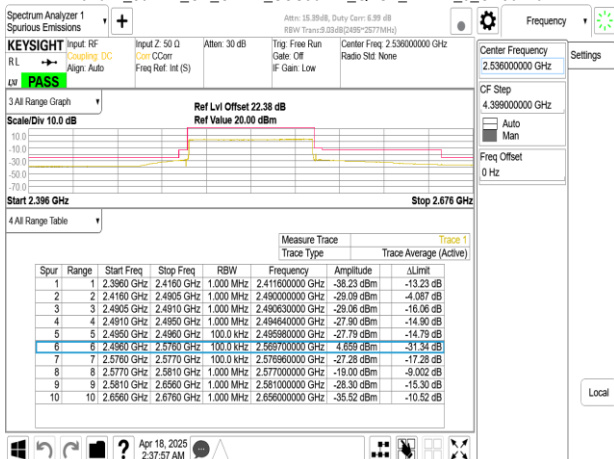 Spectrum Analyzer 1
Spurious Emissions
Attn: 15.39dB, Duty Corr: 6.99 dB
RBW Trans:9.03dB(2495*2577MHz)
Frequency
KEYSIGHT
RL
LXI
PASS
Input: RF
Coupling: DC
Align: Auto
Input Z: 50 Ω
Corr CCorr
Freq Ref: Int (S)
Atten: 30 dB
Trig: Free Run
Gate: Off
IF Gain: Low
Center Freq: 2.536000000 GHz
Radio Std: None
Center Frequency
2.536000000 GHz
Settings
CF Step
4.399000000 GHz
Auto
Man
Freq Offset
0 Hz
3 All Range Graph
Scale/Div 10.0 dB
Ref Lvl Offset 22.38 dB
Ref Value 20.00 dBm
10.0
-10.0
-30.0
-50.0
-70.0
Start 2.396 GHz
Stop 2.676 GHz
4 All Range Table
Measure Trace Trace 1
Trace Type Trace Average (Active)
Spur Range Start Freq Stop Freq RBW Frequency Amplitude ΔLimit
1 1 2.3960 GHz 2.4160 GHz 1.000 MHz 2.411600000 GHz -38.23 dBm -13.23 dB
2 2 2.4160 GHz 2.4905 GHz 1.000 MHz 2.490000000 GHz -29.09 dBm -4.087 dB
3 3 2.4905 GHz 2.4910 GHz 1.000 MHz 2.490630000 GHz -29.06 dBm -16.06 dB
4 4 2.4910 GHz 2.4950 GHz 1.000 MHz 2.494640000 GHz -27.90 dBm -14.90 dB
5 5 2.4950 GHz 2.4960 GHz 100.0 kHz 2.495980000 GHz -27.79 dBm -14.79 dB
6 6 2.4960 GHz 2.5760 GHz 100.0 kHz 2.569700000 GHz 4.659 dBm -31.34 dB
7 7 2.5760 GHz 2.5770 GHz 100.0 kHz 2.576960000 GHz -27.28 dBm -17.28 dB
8 8 2.5770 GHz 2.5810 GHz 1.000 MHz 2.577000000 GHz -19.00 dBm -9.002 dB
9 9 2.5810 GHz 2.6560 GHz 1.000 MHz 2.581000000 GHz -28.30 dBm -15.30 dB
10 10 2.6560 GHz 2.6760 GHz 1.000 MHz 2.656000000 GHz -35.52 dBm -10.52 dB
Local
?
Apr 18, 2025
2:37:57 AM